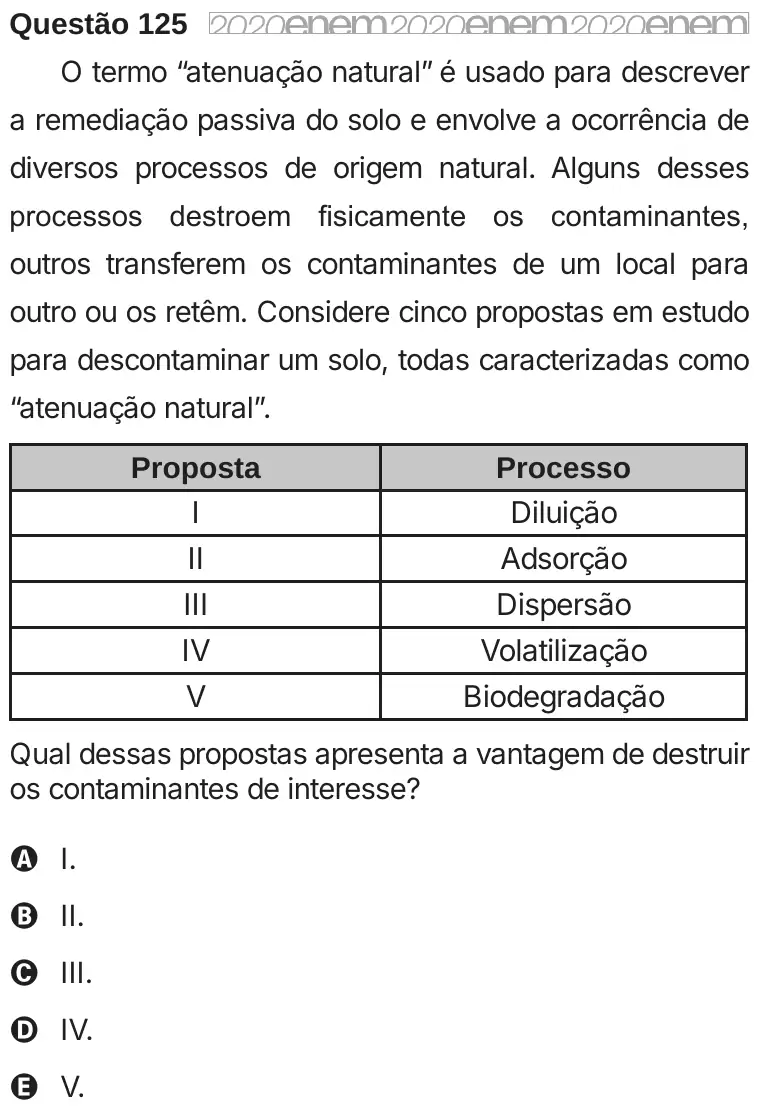 Questão 125 2020enem2020enem2020enem
O termo “atenuação natural” é usado para descrever
a remediação passiva do solo e envolve a ocorrência de
diversos processos de origem natural. Alguns desses
processos destroem fisicamente os contaminantes,
outros transferem os contaminantes de um local para
outro ou os retêm. Considere cinco propostas em estudo
para descontaminar um solo, todas caracterizadas como
“atenuação natural”.
Proposta Processo
I Diluição
II Adsorção
III Dispersão
IV Volatilização
V Biodegradação
Qual dessas propostas apresenta a vantagem de destruir
os contaminantes de interesse?
A I.
B II.
C III.
D IV.
E V.